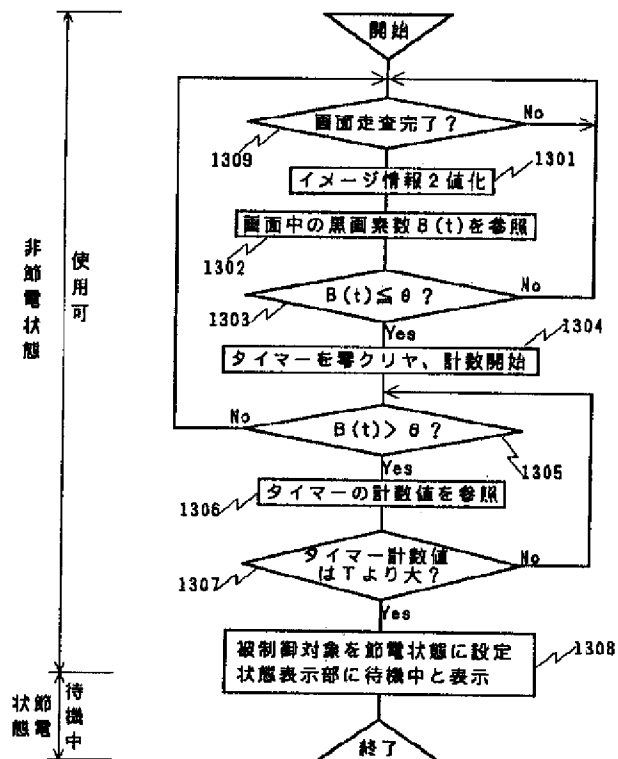 開始
画面走査完了?
No
1309
1301
イメージ情報2値化
画面中の黒画素数B(t)を参照
1302
B(t)≦θ?
No
1303
Yes
1304
タイマーを零クリヤ、計数開始
No
B(t)>θ?
Yes
1305
タイマーの計数値を参照
1306
タイマー計数値
はTより大?
No
1307
Yes
被制御対象を節電状態に設定
状態表示部に待機中と表示
1308
終了
非節電状態
使用可
節電状態
待機中